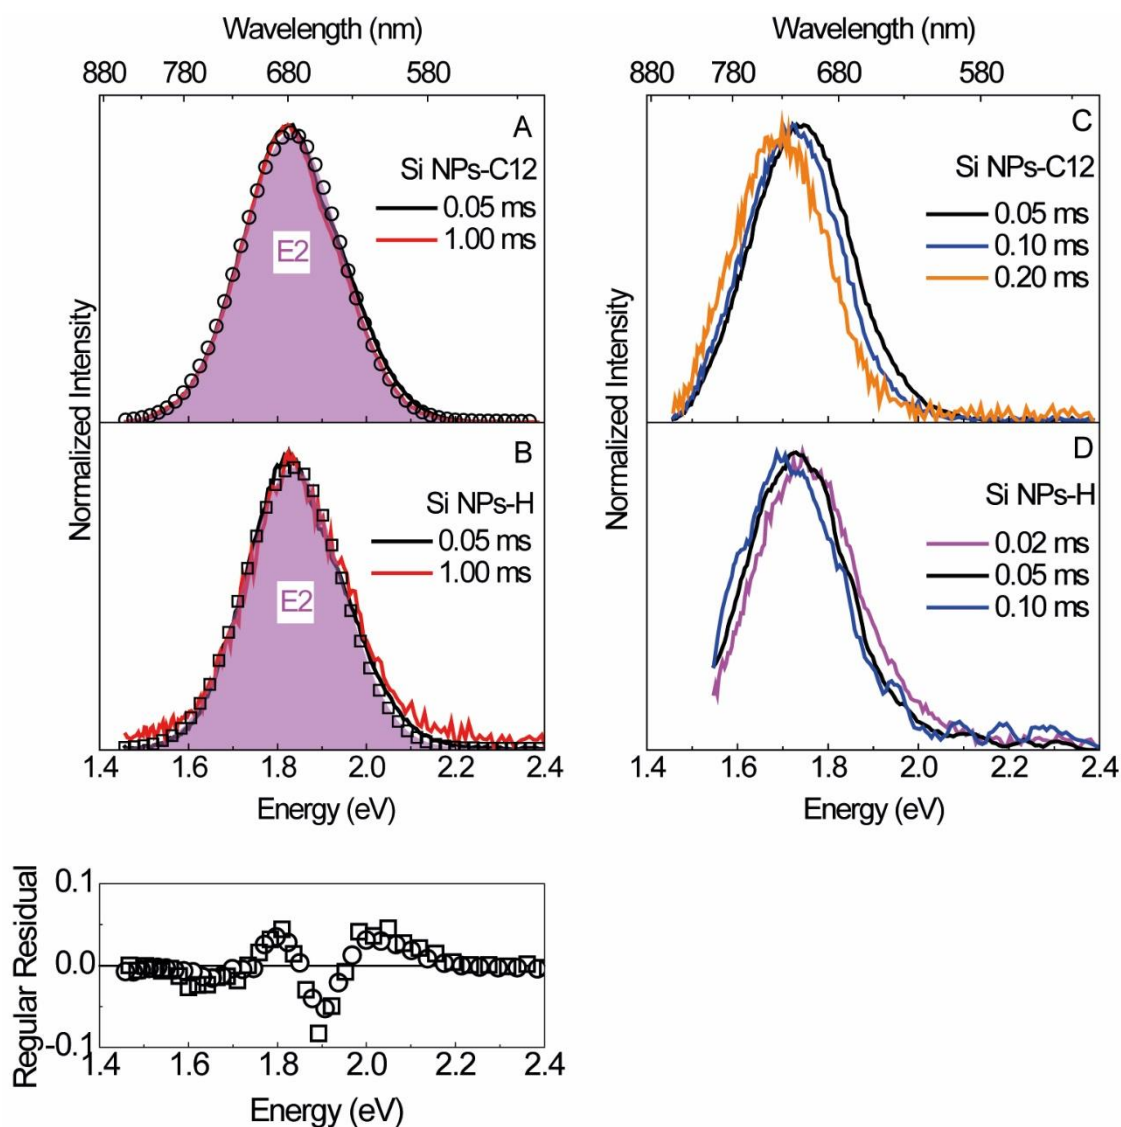 Wavelength (nm)
880 780 680 580
A
Si NPs-C12
0.05 ms
1.00 ms
E2
B
Si NPs-H
0.05 ms
1.00 ms
E2
Normalized Intensity
1.4 1.6 1.8 2.0 2.2 2.4
Energy (eV)
Wavelength (nm)
880 780 680 580
C
Si NPs-C12
0.05 ms
0.10 ms
0.20 ms
D
Si NPs-H
0.02 ms
0.05 ms
0.10 ms
Normalized Intensity
1.6 1.8 2.0 2.2 2.4
Energy (eV)
Regular Residual
0.1
0.0
-0.1
1.4 1.6 1.8 2.0 2.2 2.4
Energy (eV)